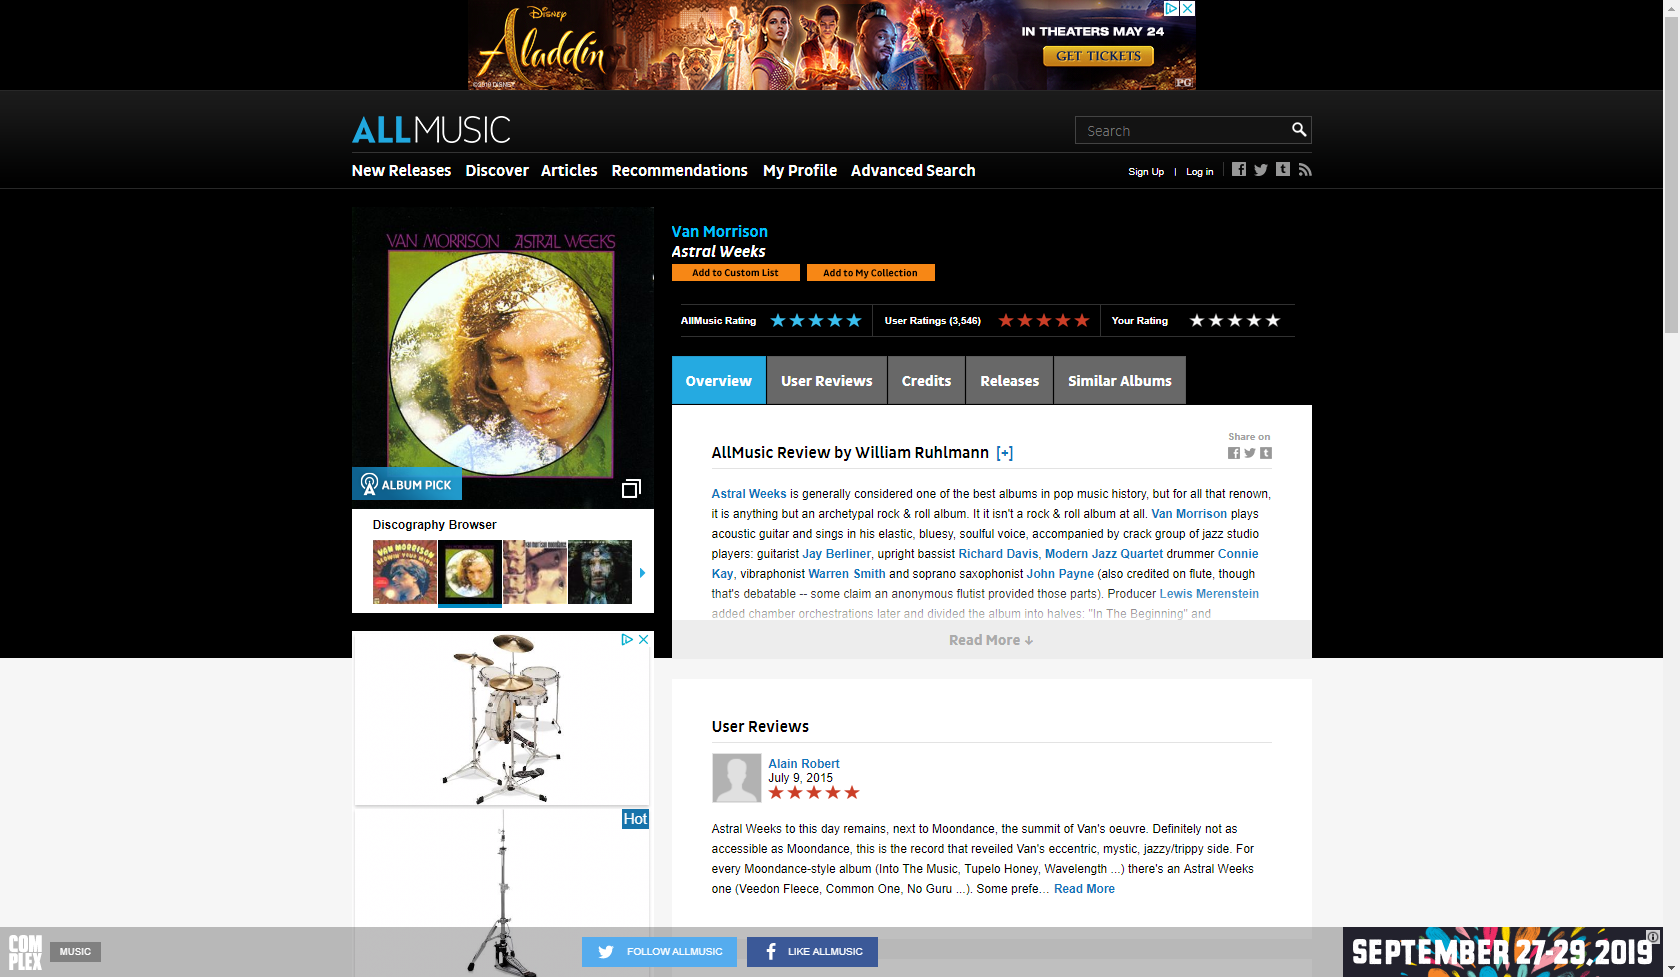 Disney
Aladdin
©2019 DISNEY
IN THEATERS MAY 24
GET TICKETS
PG
ALLMUSIC
Search
New Releases Discover Articles Recommendations My Profile Advanced Search
Sign Up | Log in
VAN MORRISON ASTRAL WEEKS
ALBUM PICK
Van Morrison
Astral Weeks
Add to Custom List Add to My Collection
AllMusic Rating User Ratings (3,546) Your Rating
Overview User Reviews Credits Releases Similar Albums
Share on
AllMusic Review by William Ruhlmann [+]
Astral Weeks is generally considered one of the best albums in pop music history, but for all that renown,
it is anything but an archetypal rock & roll album. It it isn't a rock & roll album at all. Van Morrison plays
acoustic guitar and sings in his elastic, bluesy, soulful voice, accompanied by crack group of jazz studio
players: guitarist Jay Berliner, upright bassist Richard Davis, Modern Jazz Quartet drummer Connie
Kay, vibraphonist Warren Smith and soprano saxophonist John Payne (also credited on flute, though
that's debatable -- some claim an anonymous flutist provided those parts). Producer Lewis Merenstein
added chamber orchestrations later and divided the album into halves: "In The Beginning" and
Read More ↓
Discography Browser
VAN MORRISON
BLOWIN' YOUR MIND!
van morrison moondance
Hot
User Reviews
Alain Robert
July 9, 2015
Astral Weeks to this day remains, next to Moondance, the summit of Van's oeuvre. Definitely not as
accessible as Moondance, this is the record that reveiled Van's eccentric, mystic, jazzy/trippy side. For
every Moondance-style album (Into The Music, Tupelo Honey, Wavelength ...) there's an Astral Weeks
one (Veedon Fleece, Common One, No Guru ...). Some prefe... Read More
COMPLEX
MUSIC
FOLLOW ALLMUSIC
LIKE ALLMUSIC
SEPTEMBER 27-29, 2019